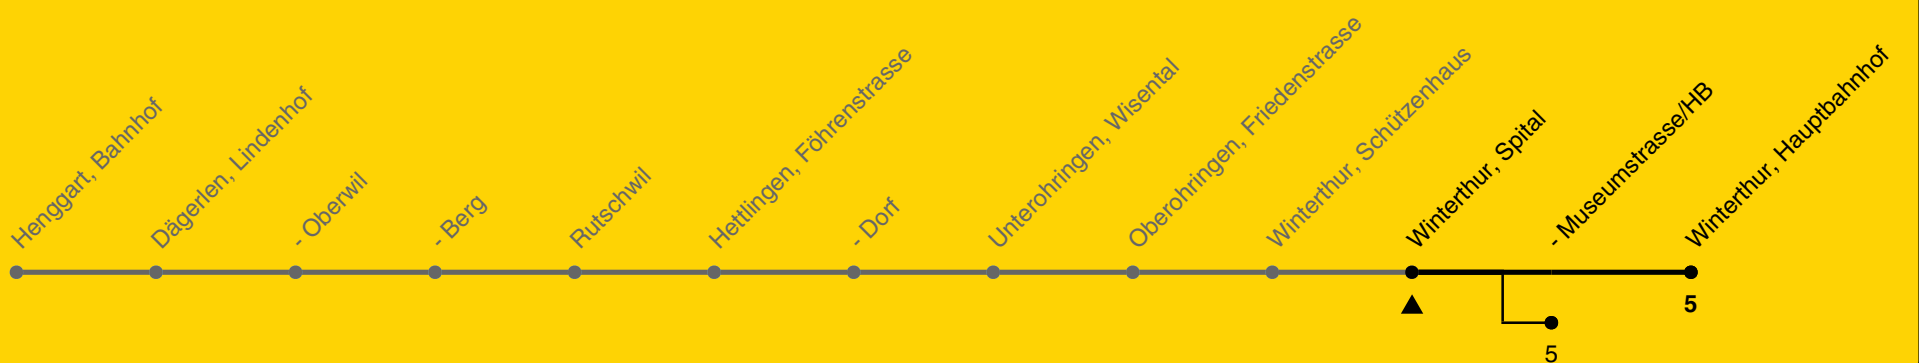 Henggart, Bahnhof
Dägerlen, Lindenhof
- Oberwil
- Berg
Rutschwil
Hettlingen, Föhrenstrasse
- Dorf
Unterohringen, Wisental
Oberohringen, Friedenstrasse
Winterthur, Schützenhaus
Winterthur, Spital
- Museumstrasse/HB
Winterthur, Hauptbahnhof
5
5